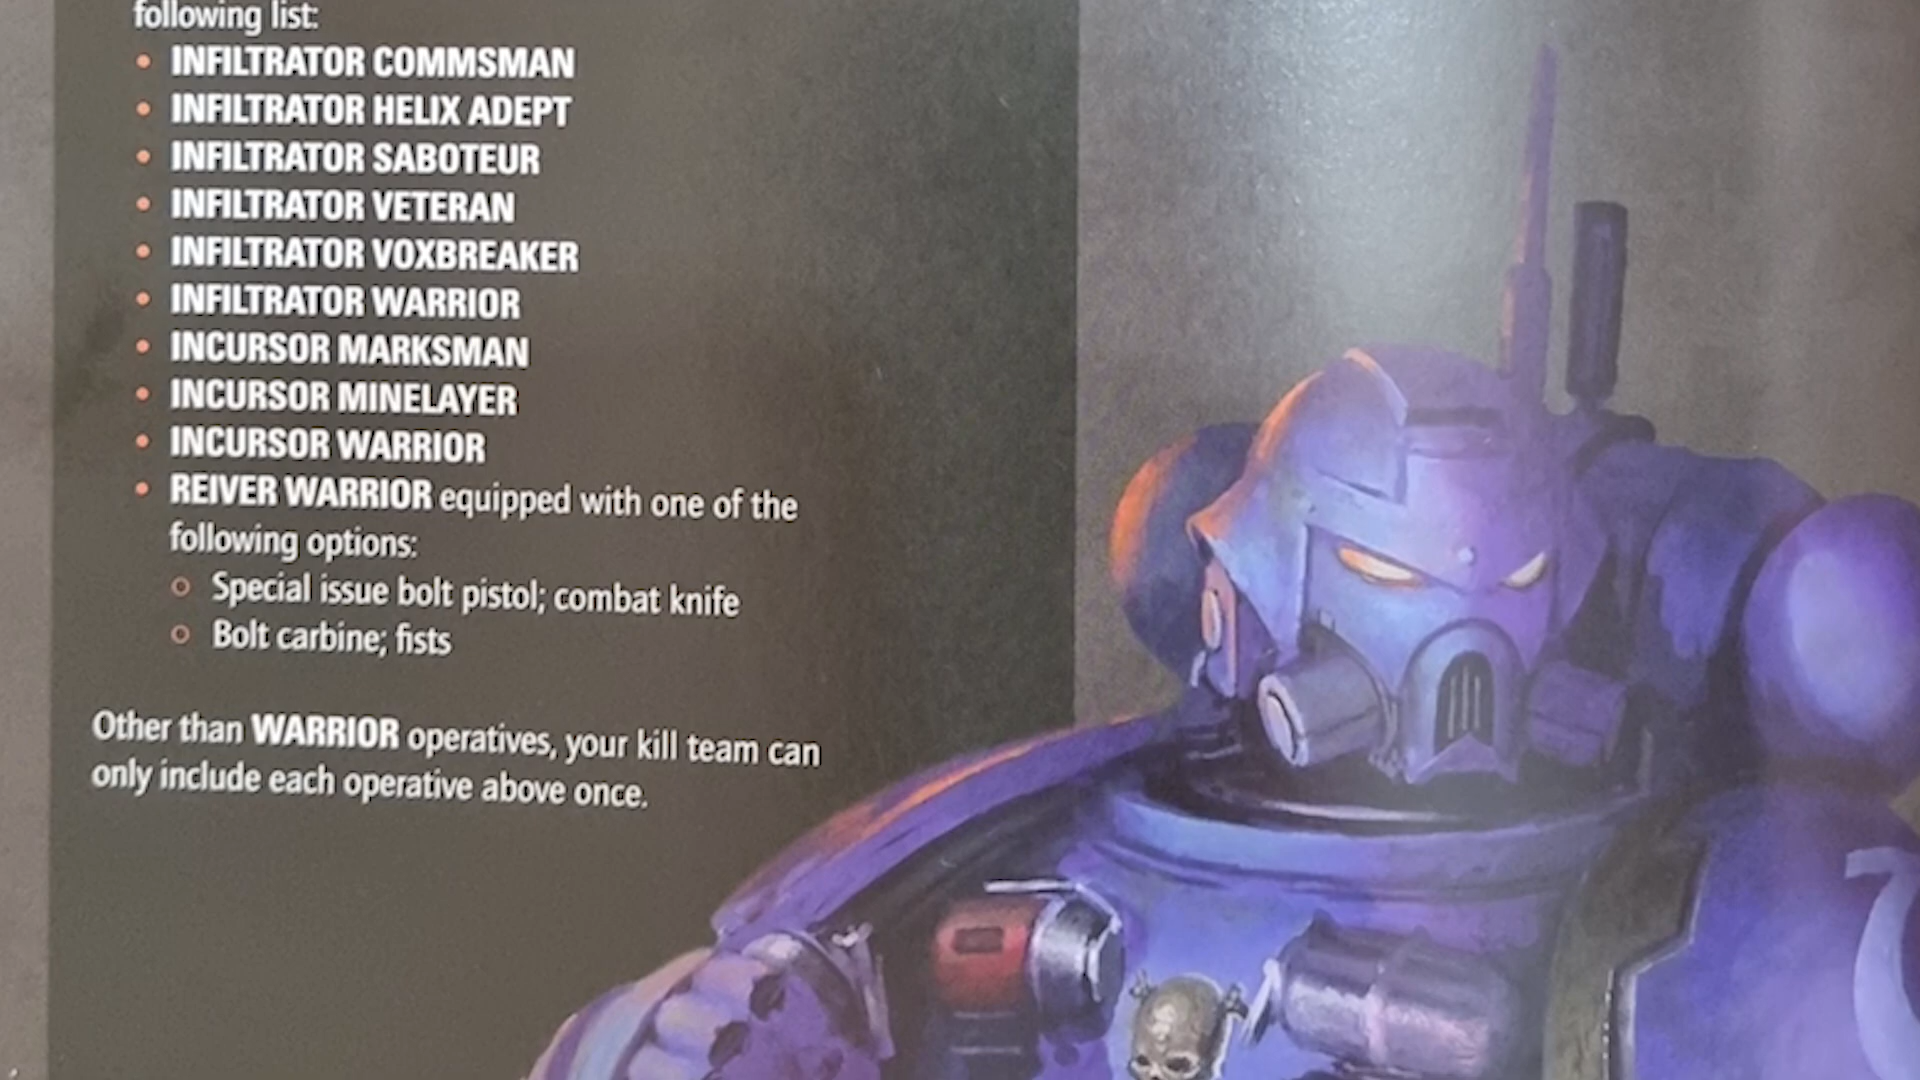 following list:
• INFILTRATOR COMMSMAN
• INFILTRATOR HELIX ADEPT
• INFILTRATOR SABOTEUR
• INFILTRATOR VETERAN
• INFILTRATOR VOXBREAKER
• INFILTRATOR WARRIOR
• INCURSOR MARKSMAN
• INCURSOR MINELAYER
• INCURSOR WARRIOR
• REIVER WARRIOR equipped with one of the
following options:
○ Special issue bolt pistol; combat knife
○ Bolt carbine; fists
Other than WARRIOR operatives, your kill team can
only include each operative above once.